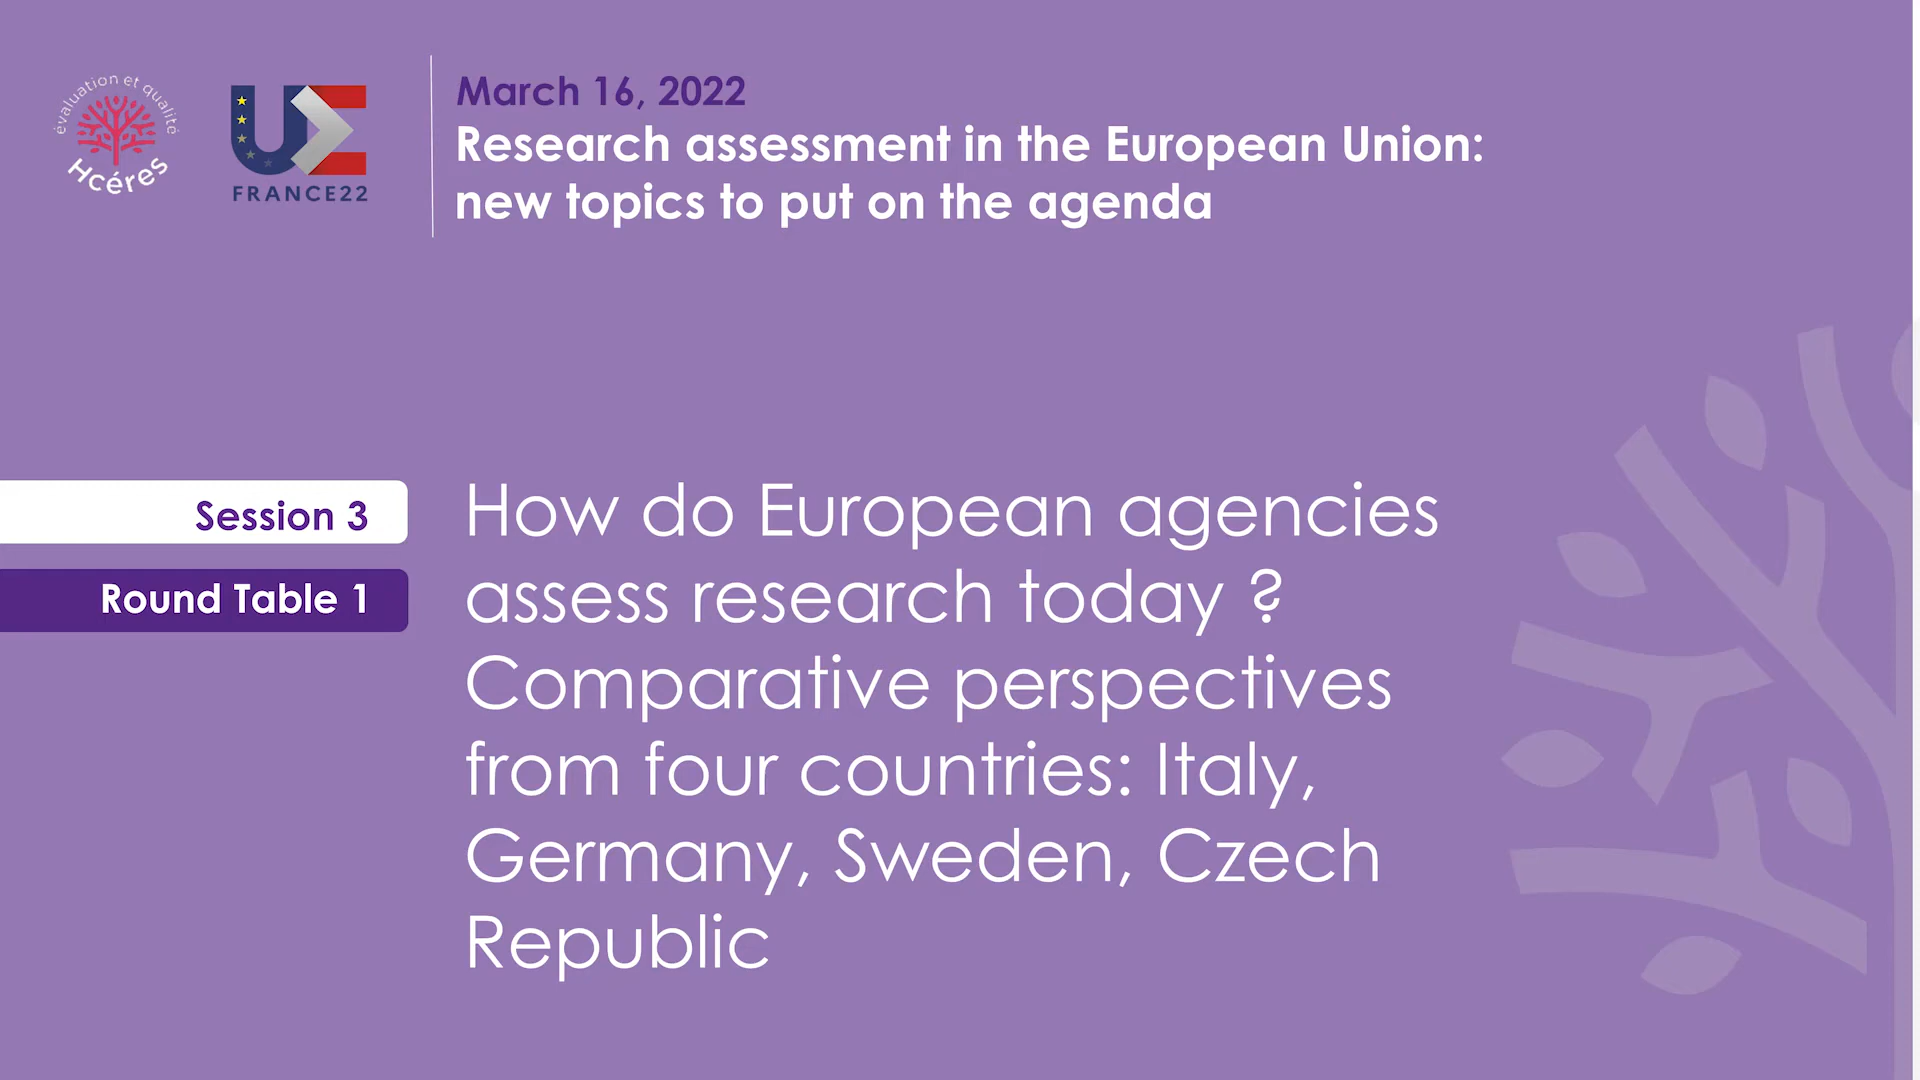 évaluation et qualité
Hcéres
UE
FRANCE22
March 16, 2022
Research assessment in the European Union:
new topics to put on the agenda
Session 3
Round Table 1
How do European agencies
assess research today ?
Comparative perspectives
from four countries: Italy,
Germany, Sweden, Czech
Republic